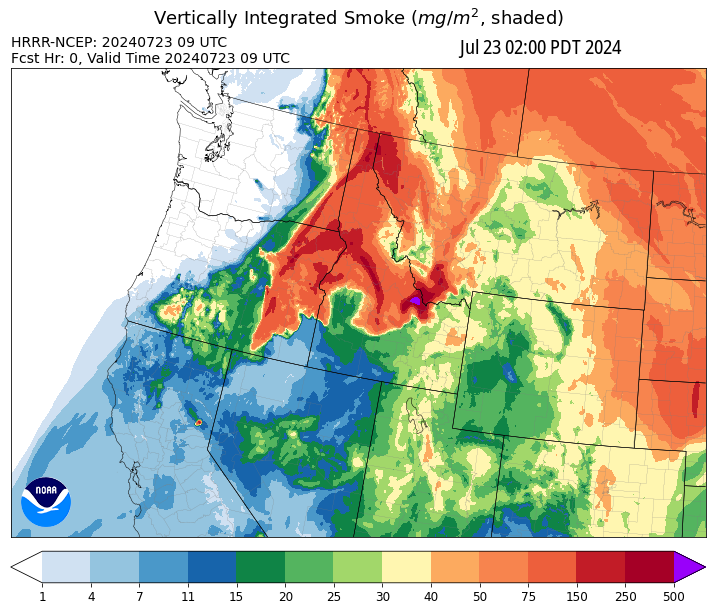 Vertically Integrated Smoke (mg/m², shaded)
HRRR-NCEP: 20240723 09 UTC
Jul 23 02:00 PDT 2024
Fcst Hr: 0, Valid Time 20240723 09 UTC
NOAA
1 4 7 11 15 20 25 30 40 50 75 150 250 500